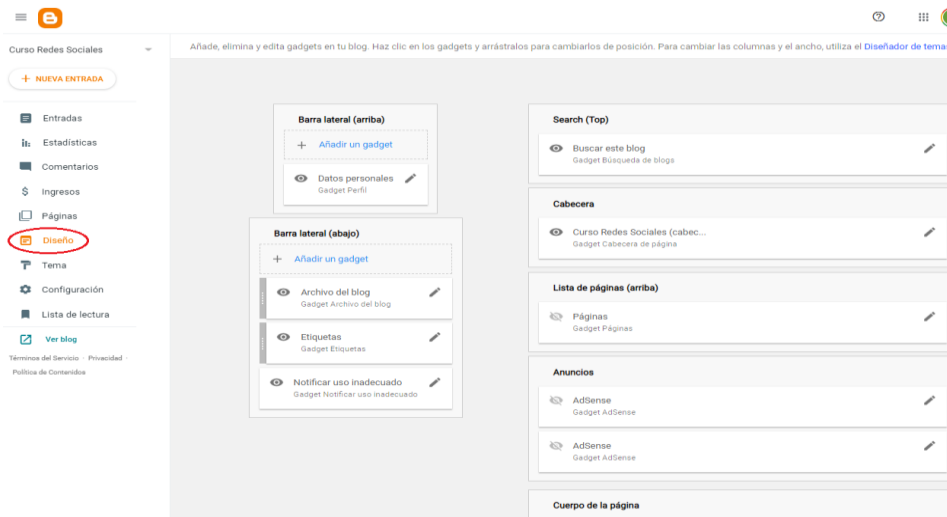 Curso Redes Sociales
+ NUEVA ENTRADA
Entradas
Estadísticas
Comentarios
Ingresos
Páginas
Diseño
Tema
Configuración
Lista de lectura
Ver blog
Términos del Servicio · Privacidad ·
Política de Contenidos
Añade, elimina y edita gadgets en tu blog. Haz clic en los gadgets y arrástralos para cambiarlos de posición. Para cambiar las columnas y el ancho, utiliza el Diseñador de temas
Barra lateral (arriba)
+ Añadir un gadget
Datos personales
Gadget Perfil
Barra lateral (abajo)
+ Añadir un gadget
Archivo del blog
Gadget Archivo del blog
Etiquetas
Gadget Etiquetas
Notificar uso inadecuado
Gadget Notificar uso inadecuado
Search (Top)
Buscar este blog
Gadget Búsqueda de blogs
Cabecera
Curso Redes Sociales (cabec...
Gadget Cabecera de página
Lista de páginas (arriba)
Páginas
Gadget Páginas
Anuncios
AdSense
Gadget AdSense
AdSense
Gadget AdSense
Cuerpo de la página